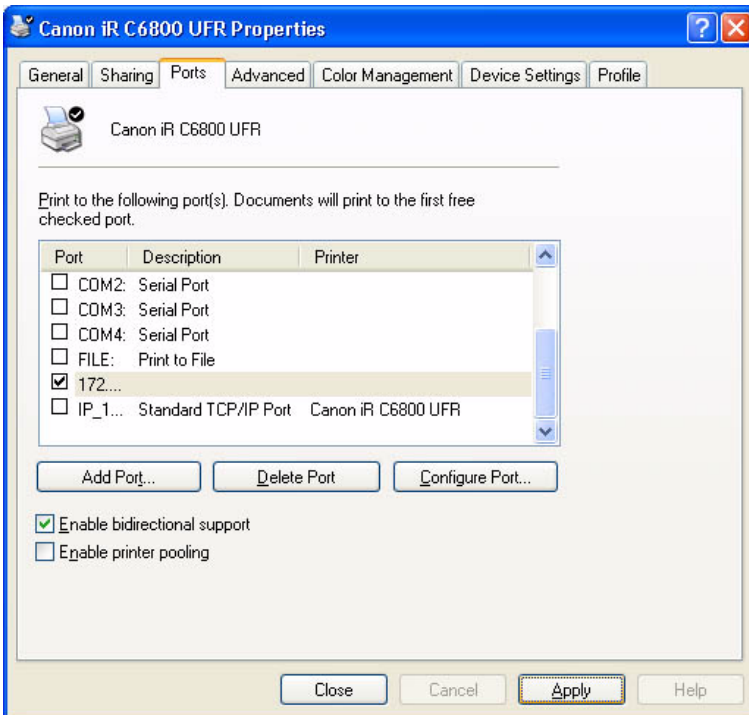 Canon iR C6800 UFR Properties
General Sharing Ports Advanced Color Management Device Settings Profile
Canon iR C6800 UFR
Print to the following port(s). Documents will print to the first free
checked port.
Port Description Printer
COM2: Serial Port
COM3: Serial Port
COM4: Serial Port
FILE: Print to File
172....
IP_1... Standard TCP/IP Port Canon iR C6800 UFR
Add Port... Delete Port Configure Port...
Enable bidirectional support
Enable printer pooling
Close Cancel Apply Help